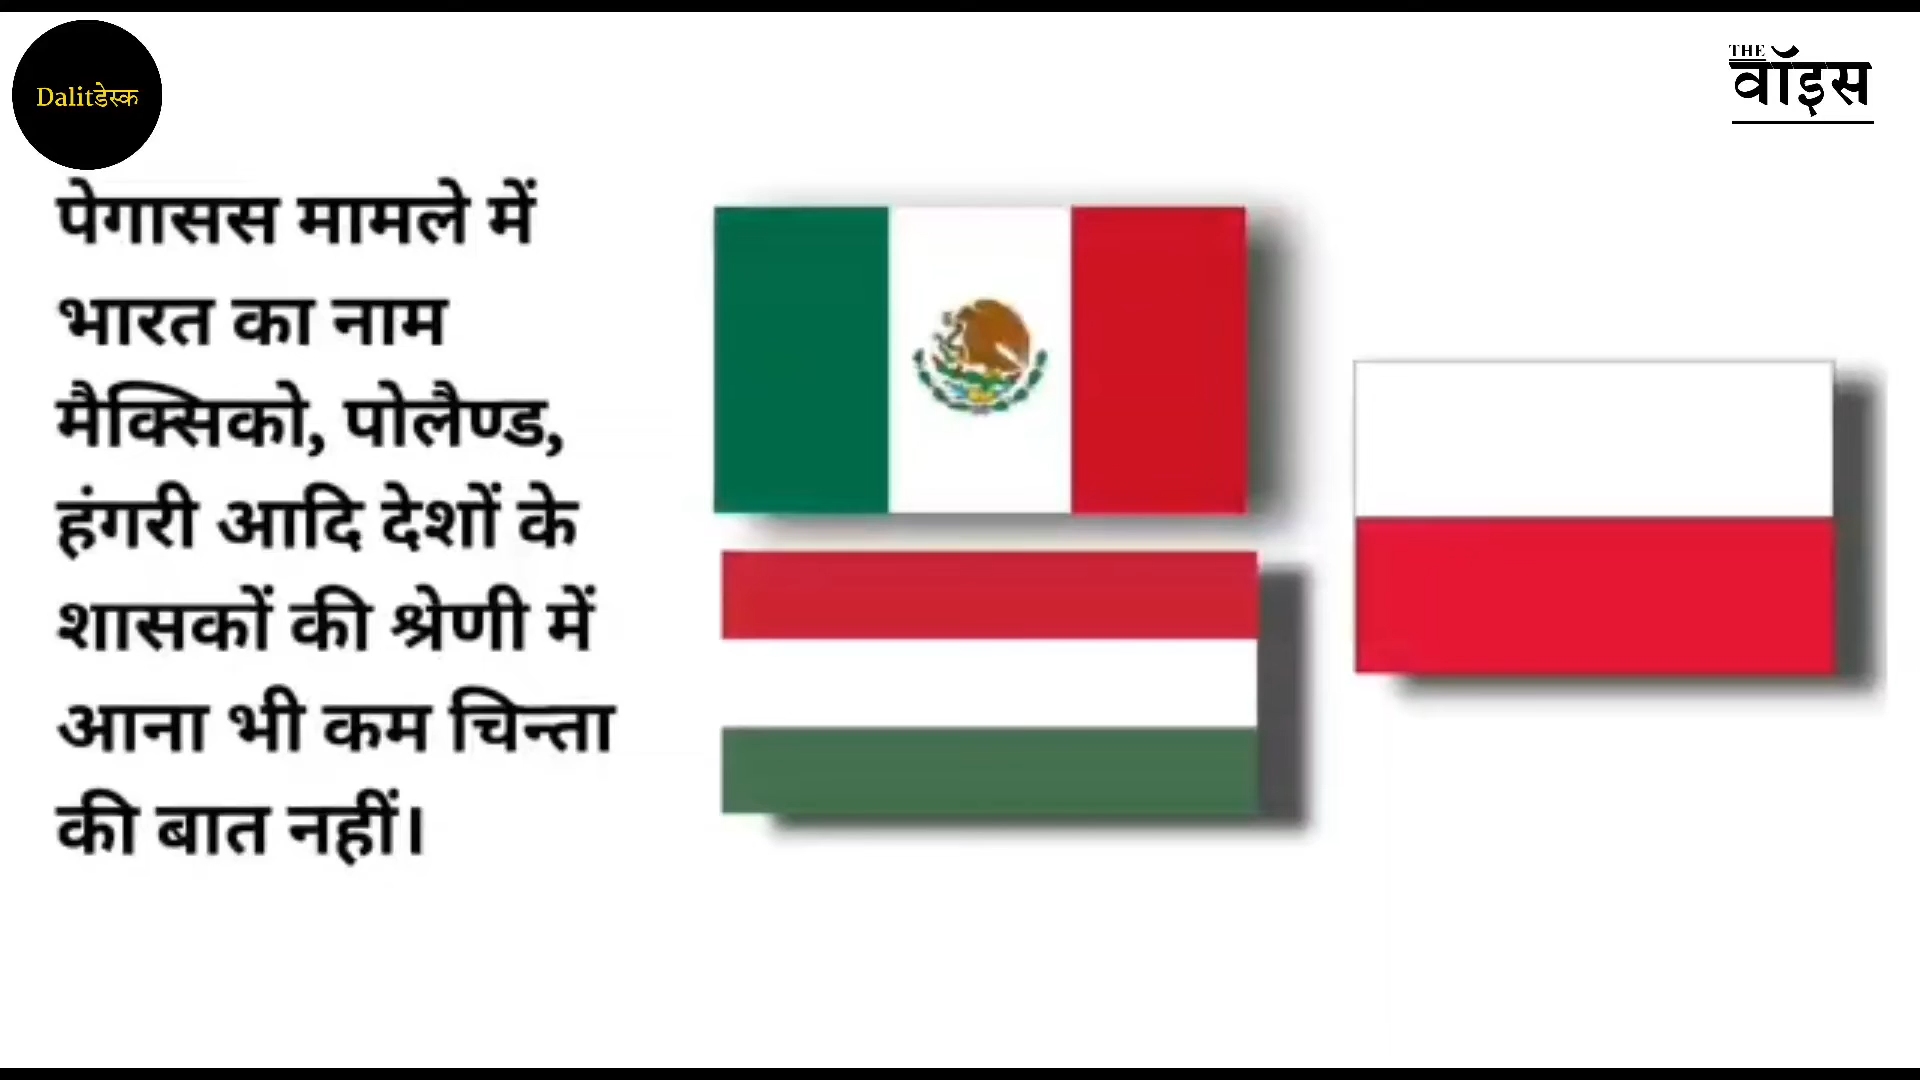 Dalitडेस्क
THE
वॉइस
पेगासस मामले में
भारत का नाम
मैक्सिको, पोलैण्ड,
हंगरी आदि देशों के
शासकों की श्रेणी में
आना भी कम चिन्ता
की बात नहीं।